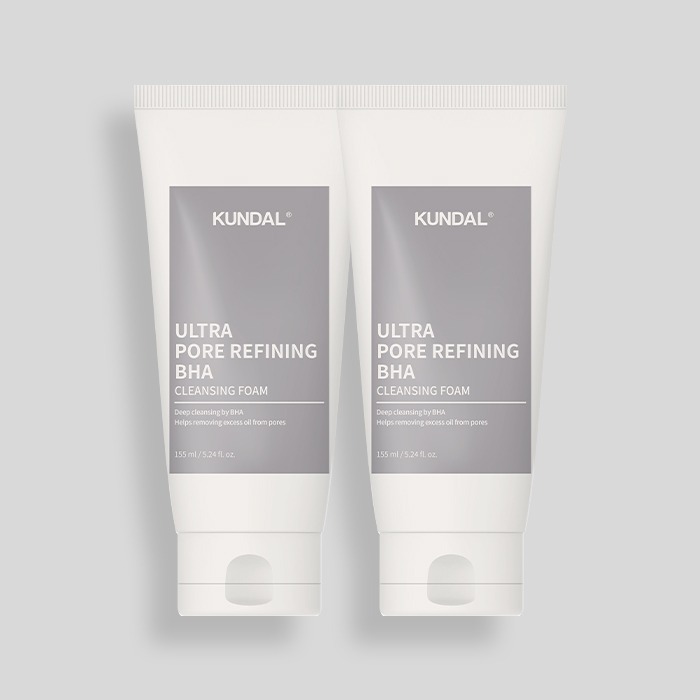 KUNDAL®
ULTRA
PORE REFINING
BHA
CLEANSING FOAM
Deep cleansing by BHA
Helps removing excess oil from pores
155 ml / 5.24 fl. oz.
KUNDAL®
ULTRA
PORE REFINING
BHA
CLEANSING FOAM
Deep cleansing by BHA
Helps removing excess oil from pores
155 ml / 5.24 fl. oz.